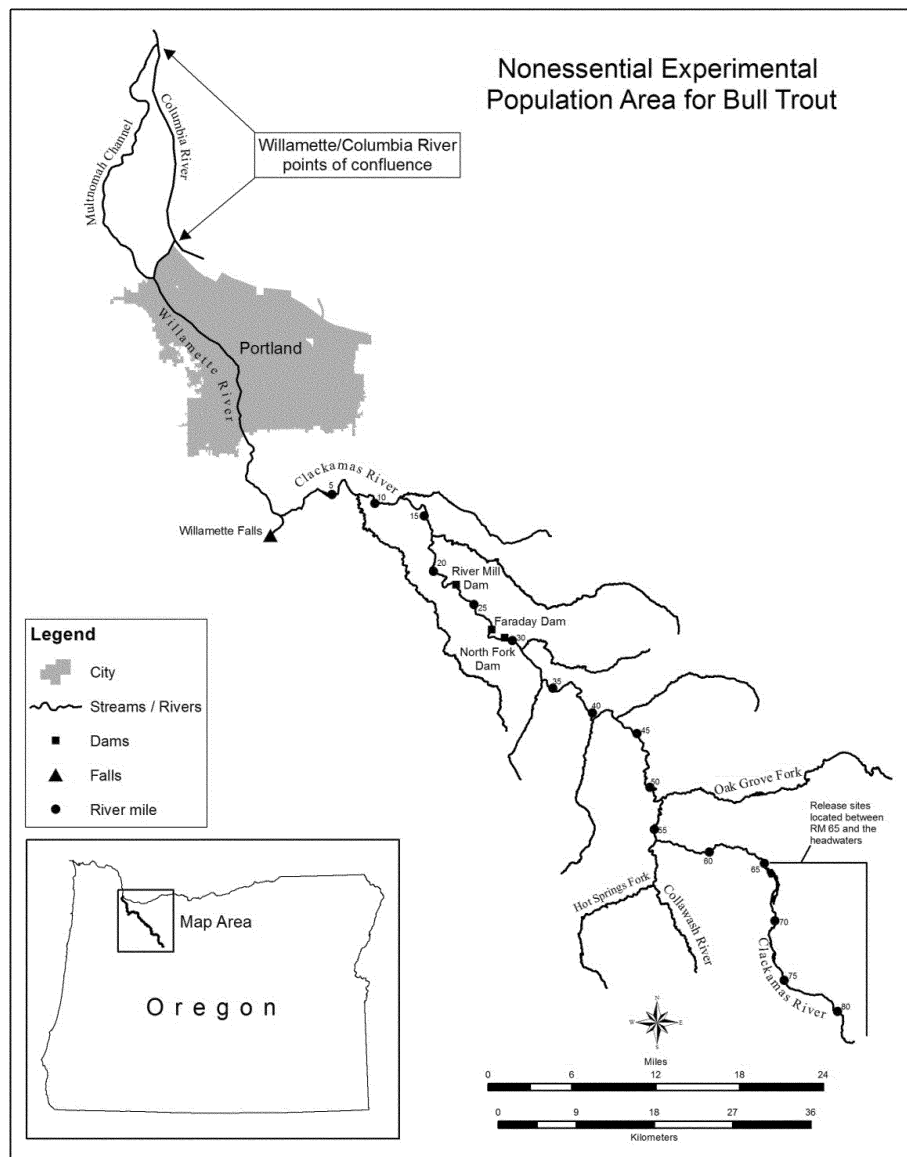 Nonessential Experimental
Population Area for Bull Trout
Columbia River
Multnomah Channel
Willamette/Columbia River
points of confluence
Willamette River
Portland
Clackamas River
5
10
15
Willamette Falls
20
River Mill
Dam
25
Faraday Dam
30
North Fork
Dam
35
40
45
50
Oak Grove Fork
55
60
65
Release sites
located between
RM 65 and the
headwaters
Hot Springs Fork
Collawash River
70
Clackamas River
75
80
Legend
City
Streams / Rivers
Dams
Falls
River mile
Map Area
Oregon
N
W
E
S
Miles
0 6 12 18 24
0 9 18 27 36
Kilometers